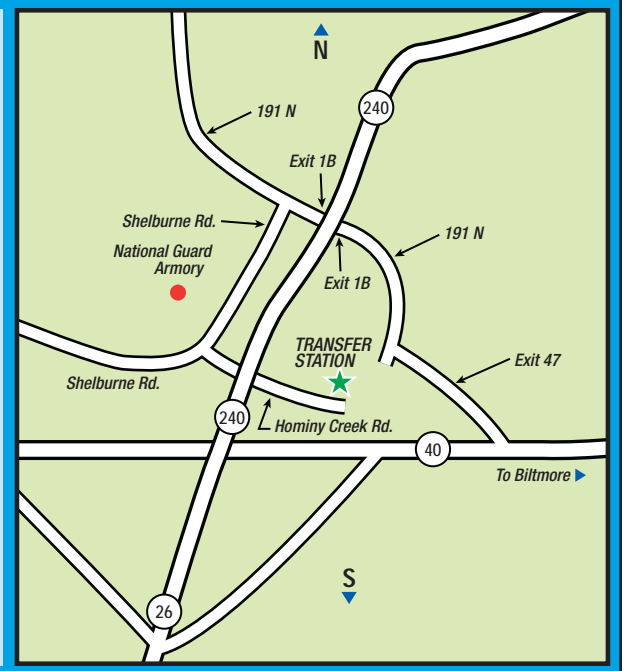 N
240
191 N
Exit 1B
Shelburne Rd.
191 N
National Guard
Armory
Exit 1B
TRANSFER
STATION
Exit 47
Shelburne Rd.
240
Hominy Creek Rd.
40
To Biltmore
S
26